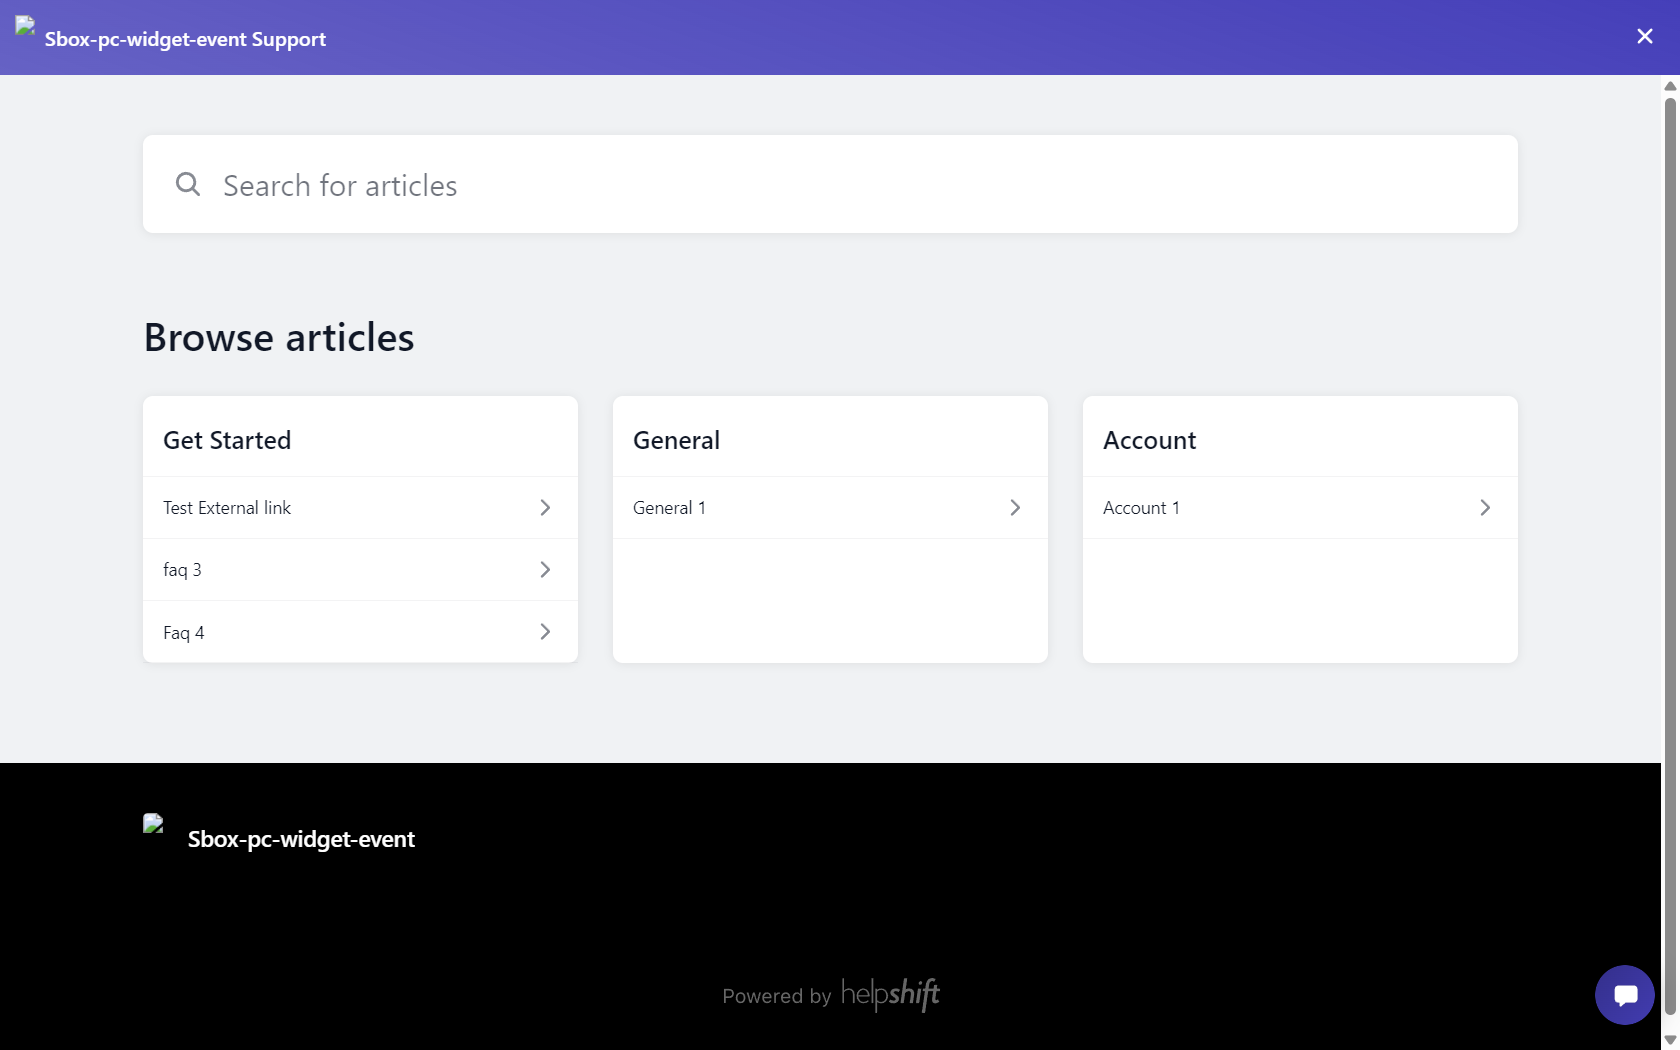 Sbox-pc-widget-event Support
Search for articles
Browse articles
Get Started
Test External link
faq 3
Faq 4
General
General 1
Account
Account 1
Sbox-pc-widget-event
Powered by helpshift